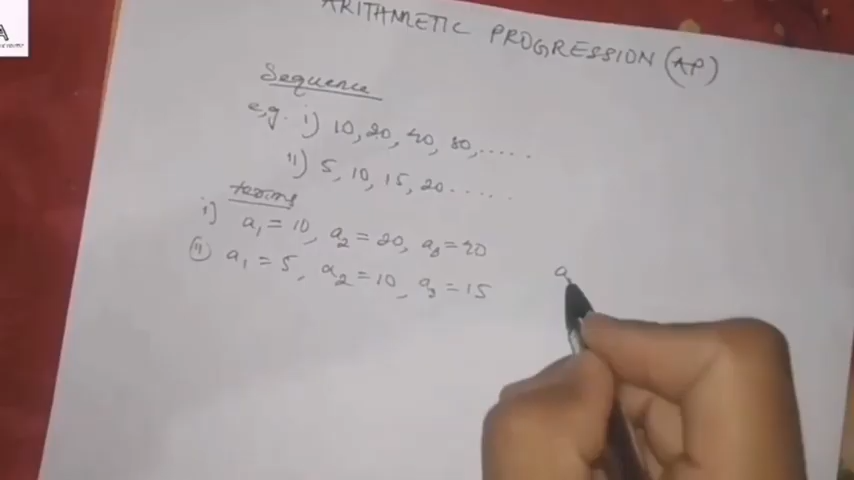 ARITHMETIC PROGRESSION (AP)
Sequence
e.g. i) 10, 20, 40, 80, ......
ii) 5, 10, 15, 20 .......
terms
i) a₁ = 10, a₂ = 20, a₃ = 40
(ii) a₁ = 5, a₂ = 10, a₃ = 15
a